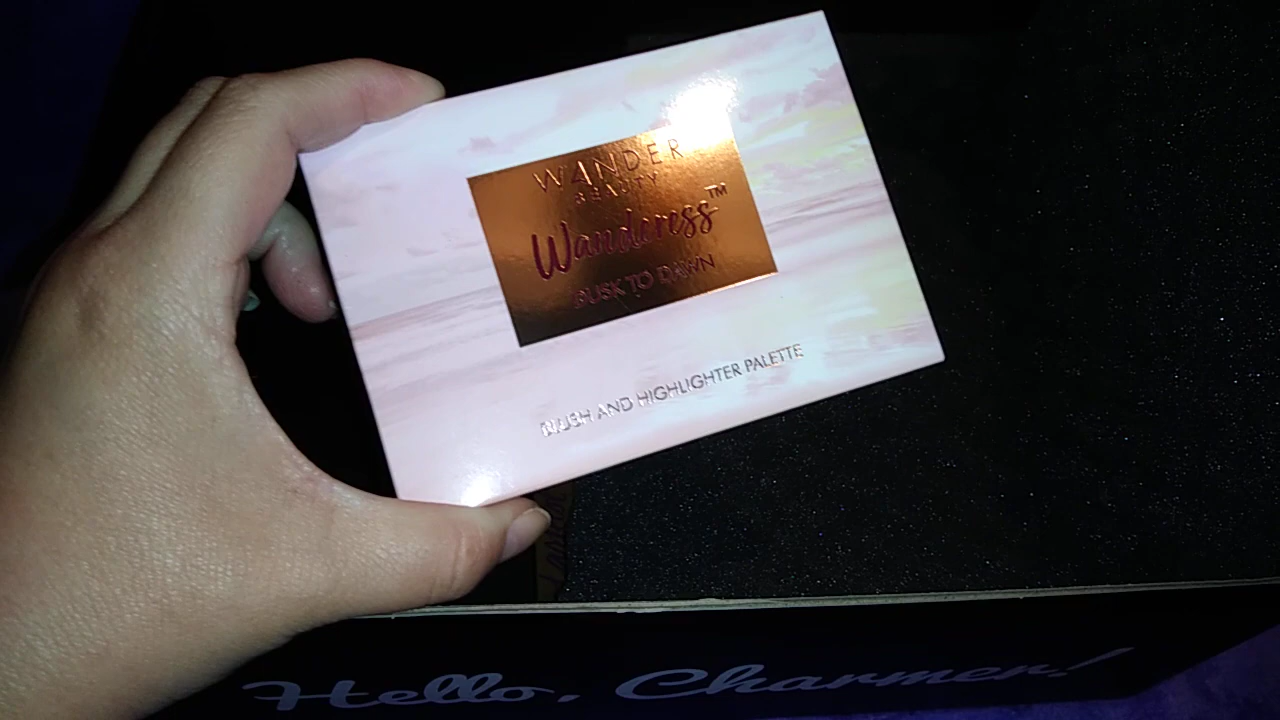 WANDER
BEAUTY
Wanderess™
DUSK TO DAWN
BLUSH AND HIGHLIGHTER PALETTE
Hello, Charmer!